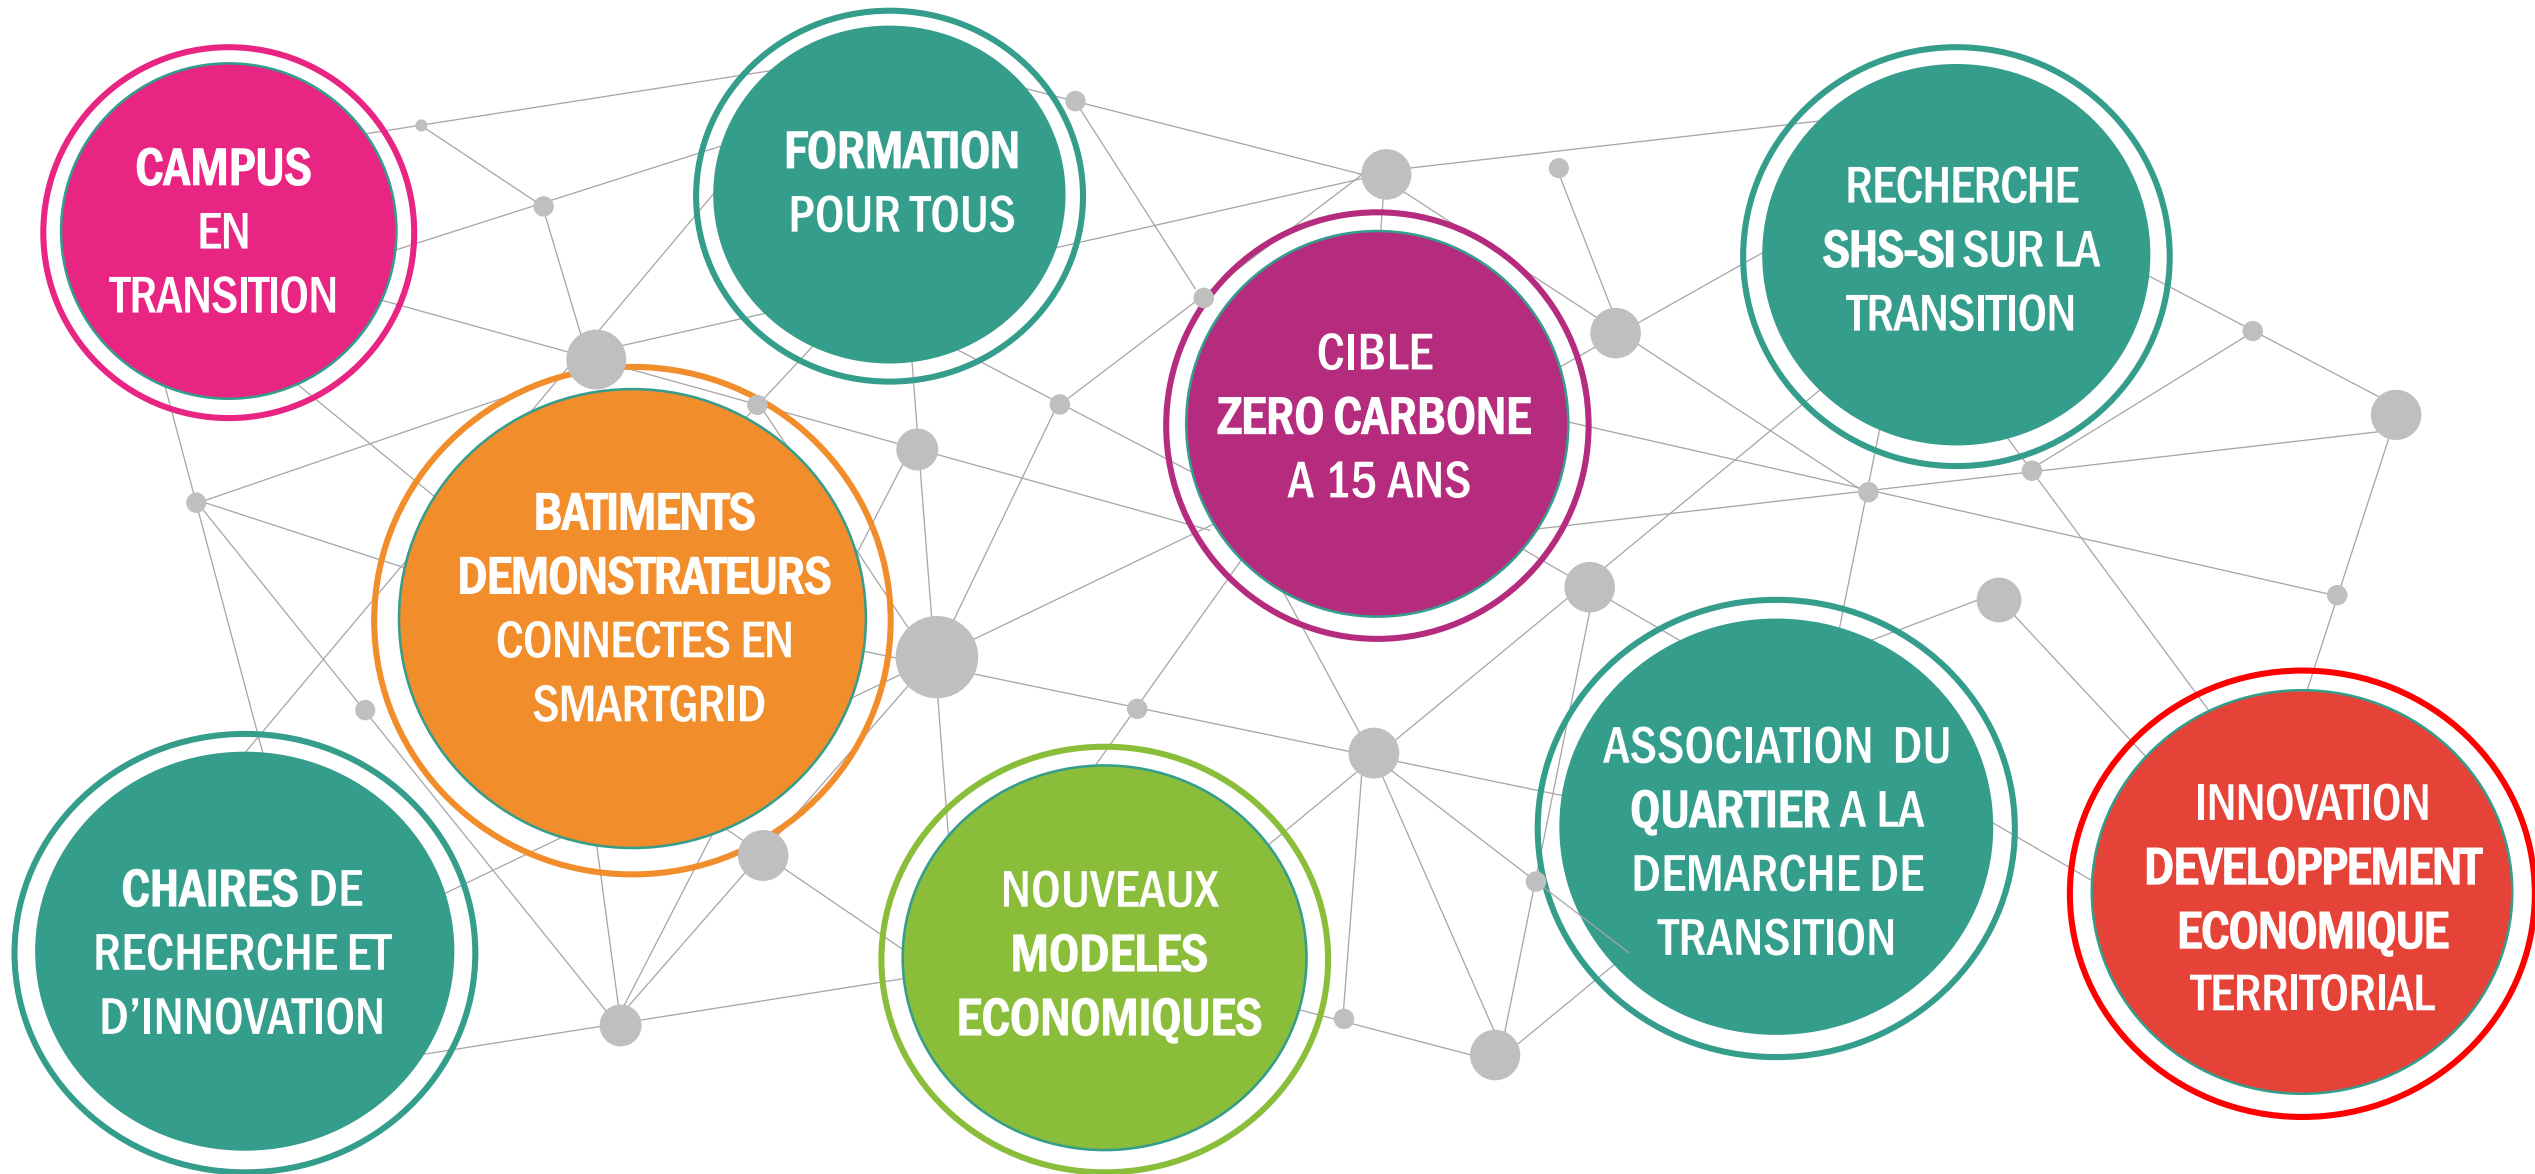 CAMPUS
EN
TRANSITION
FORMATION
POUR TOUS
RECHERCHE
SHS-SI SUR LA
TRANSITION
CIBLE
ZERO CARBONE
A 15 ANS
BATIMENTS
DEMONSTRATEURS
CONNECTES EN
SMARTGRID
ASSOCIATION DU
QUARTIER A LA
DEMARCHE DE
TRANSITION
INNOVATION
DEVELOPPEMENT
ECONOMIQUE
TERRITORIAL
CHAIRES DE
RECHERCHE ET
D’INNOVATION
NOUVEAUX
MODELES
ECONOMIQUES